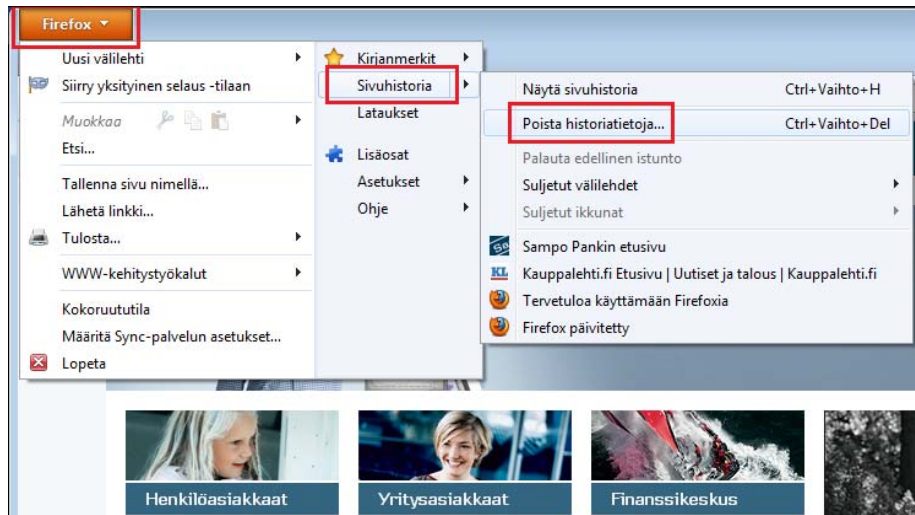 Firefox
Uusi välilehti
Siirry yksityinen selaus -tilaan
Muokkaa
Etsi...
Tallenna sivu nimellä...
Lähetä linkki...
Tulosta...
WWW-kehitystyökalut
Kokoruututila
Määritä Sync-palvelun asetukset...
Lopeta
Kirjanmerkit
Sivuhistoria
Lataukset
Lisäosat
Asetukset
Ohje
Näytä sivuhistoria Ctrl+Vaihto+H
Poista historiatietoja... Ctrl+Vaihto+Del
Palauta edellinen istunto
Suljetut välilehdet
Suljetut ikkunat
Sa Sampo Pankin etusivu
KL Kauppalehti.fi Etusivu | Uutiset ja talous | Kauppalehti.fi
Tervetuloa käyttämään Firefoxia
Firefox päivitetty
Henkilöasiakkaat
Yritysasiakkaat
Finanssikeskus